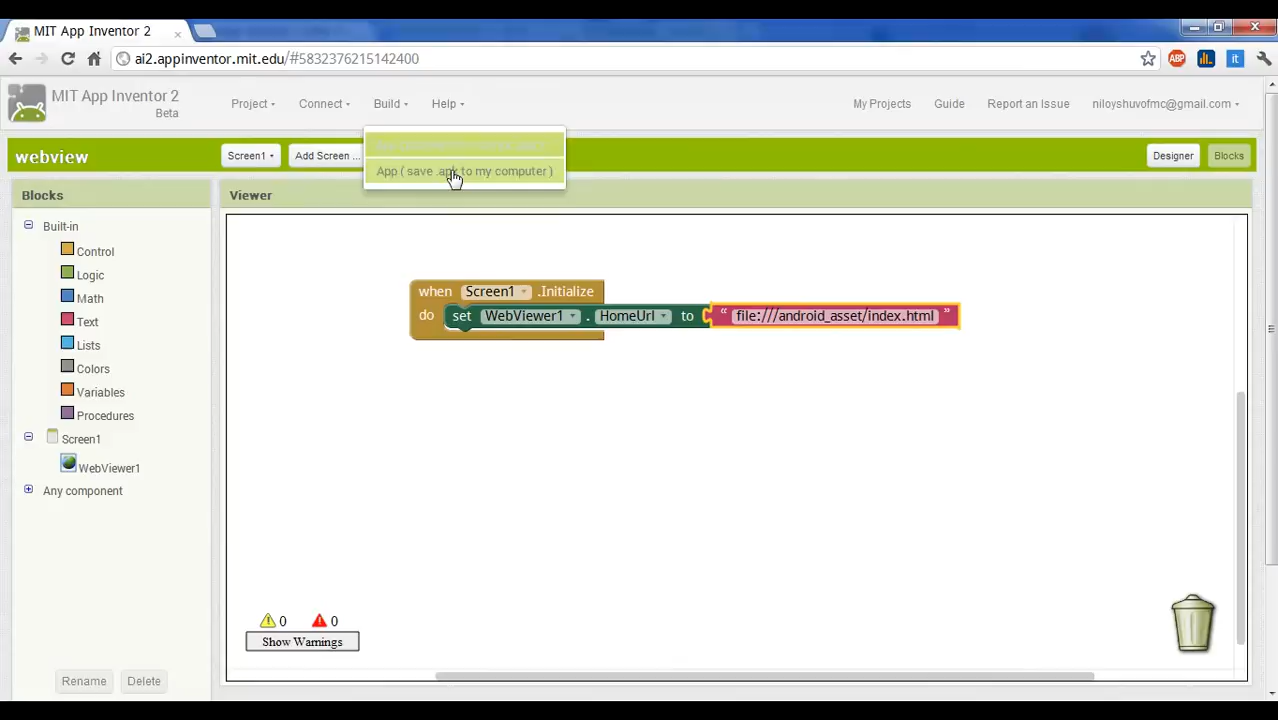 MIT App Inventor 2
ai2.appinventor.mit.edu/#5832376215142400
ABP
it
MIT App Inventor 2
Beta
Project
Connect
Build
Help
My Projects
Guide
Report an Issue
niloyshuvofmc@gmail.com
webview
Screen1
Add Screen ...
App ( save .apk to my computer )
Designer
Blocks
Blocks
Viewer
Built-in
Control
Logic
Math
Text
Lists
Colors
Variables
Procedures
Screen1
WebViewer1
Any component
when Screen1 .Initialize
do set WebViewer1 . HomeUrl to “ file:///android_asset/index.html ”
0 0
Show Warnings
Rename
Delete